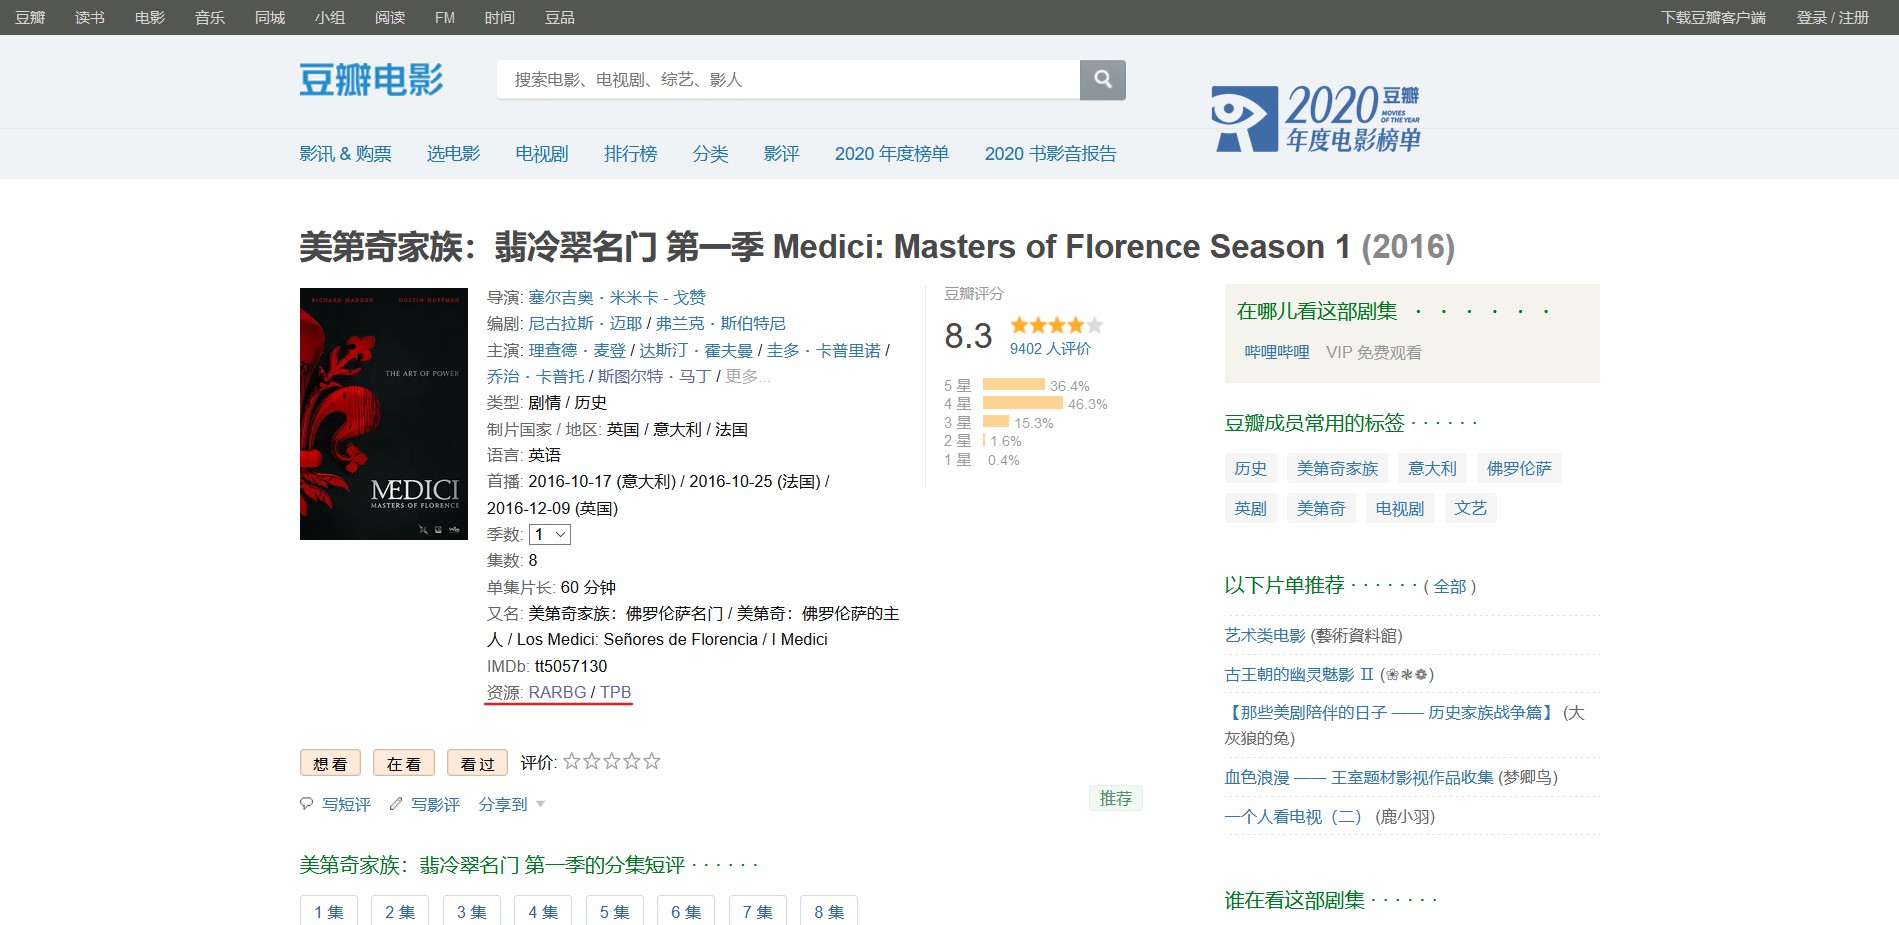 豆瓣 读书 电影 音乐 同城 小组 阅读 FM 时间 豆品 下载豆瓣客户端 登录 / 注册
豆瓣电影
搜索电影、电视剧、综艺、影人
2020 豆瓣
MOVIES OF THE YEAR
年度电影榜单
影讯 & 购票 选电影 电视剧 排行榜 分类 影评 2020 年度榜单 2020 书影音报告
美第奇家族：翡冷翠名门 第一季 Medici: Masters of Florence Season 1 (2016)
RICHARD MADDEN DUSTIN HOFFMAN
THE ART OF POWER
MEDICI
MASTERS OF FLORENCE
导演: 塞尔吉奥 · 米米卡 - 戈赞
编剧: 尼古拉斯 · 迈耶 / 弗兰克 · 斯伯特尼
主演: 理查德 · 麦登 / 达斯汀 · 霍夫曼 / 圭多 · 卡普里诺 /
乔治 · 卡普托 / 斯图尔特 · 马丁 / 更多...
类型: 剧情 / 历史
制片国家 / 地区: 英国 / 意大利 / 法国
语言: 英语
首播: 2016-10-17 (意大利) / 2016-10-25 (法国) /
2016-12-09 (英国)
季数: 1
集数: 8
单集片长: 60 分钟
又名: 美第奇家族：佛罗伦萨名门 / 美第奇：佛罗伦萨的主
人 / Los Medici: Señores de Florencia / I Medici
IMDb: tt5057130
资源: RARBG / TPB
豆瓣评分
8.3
9402 人评价
5 星 36.4%
4 星 46.3%
3 星 15.3%
2 星 1.6%
1 星 0.4%
想看 在看 看过 评价:
写短评 写影评 分享到
推荐
美第奇家族：翡冷翠名门 第一季的分集短评 · · · · · ·
1 集 2 集 3 集 4 集 5 集 6 集 7 集 8 集
在哪儿看这部剧集 · · · · · ·
哔哩哔哩 VIP 免费观看
豆瓣成员常用的标签 · · · · · ·
历史 美第奇家族 意大利 佛罗伦萨
英剧 美第奇 电视剧 文艺
以下片单推荐 · · · · · · ( 全部 )
艺术类电影 (藝術資料館)
古王朝的幽灵魅影 Ⅱ (❀❃❁)
【那些美剧陪伴的日子 —— 历史家族战争篇】 (大
灰狼的兔)
血色浪漫 —— 王室题材影视作品收集 (梦卿鸟)
一个人看电视（二） (鹿小羽)
谁在看这部剧集 · · · · · ·